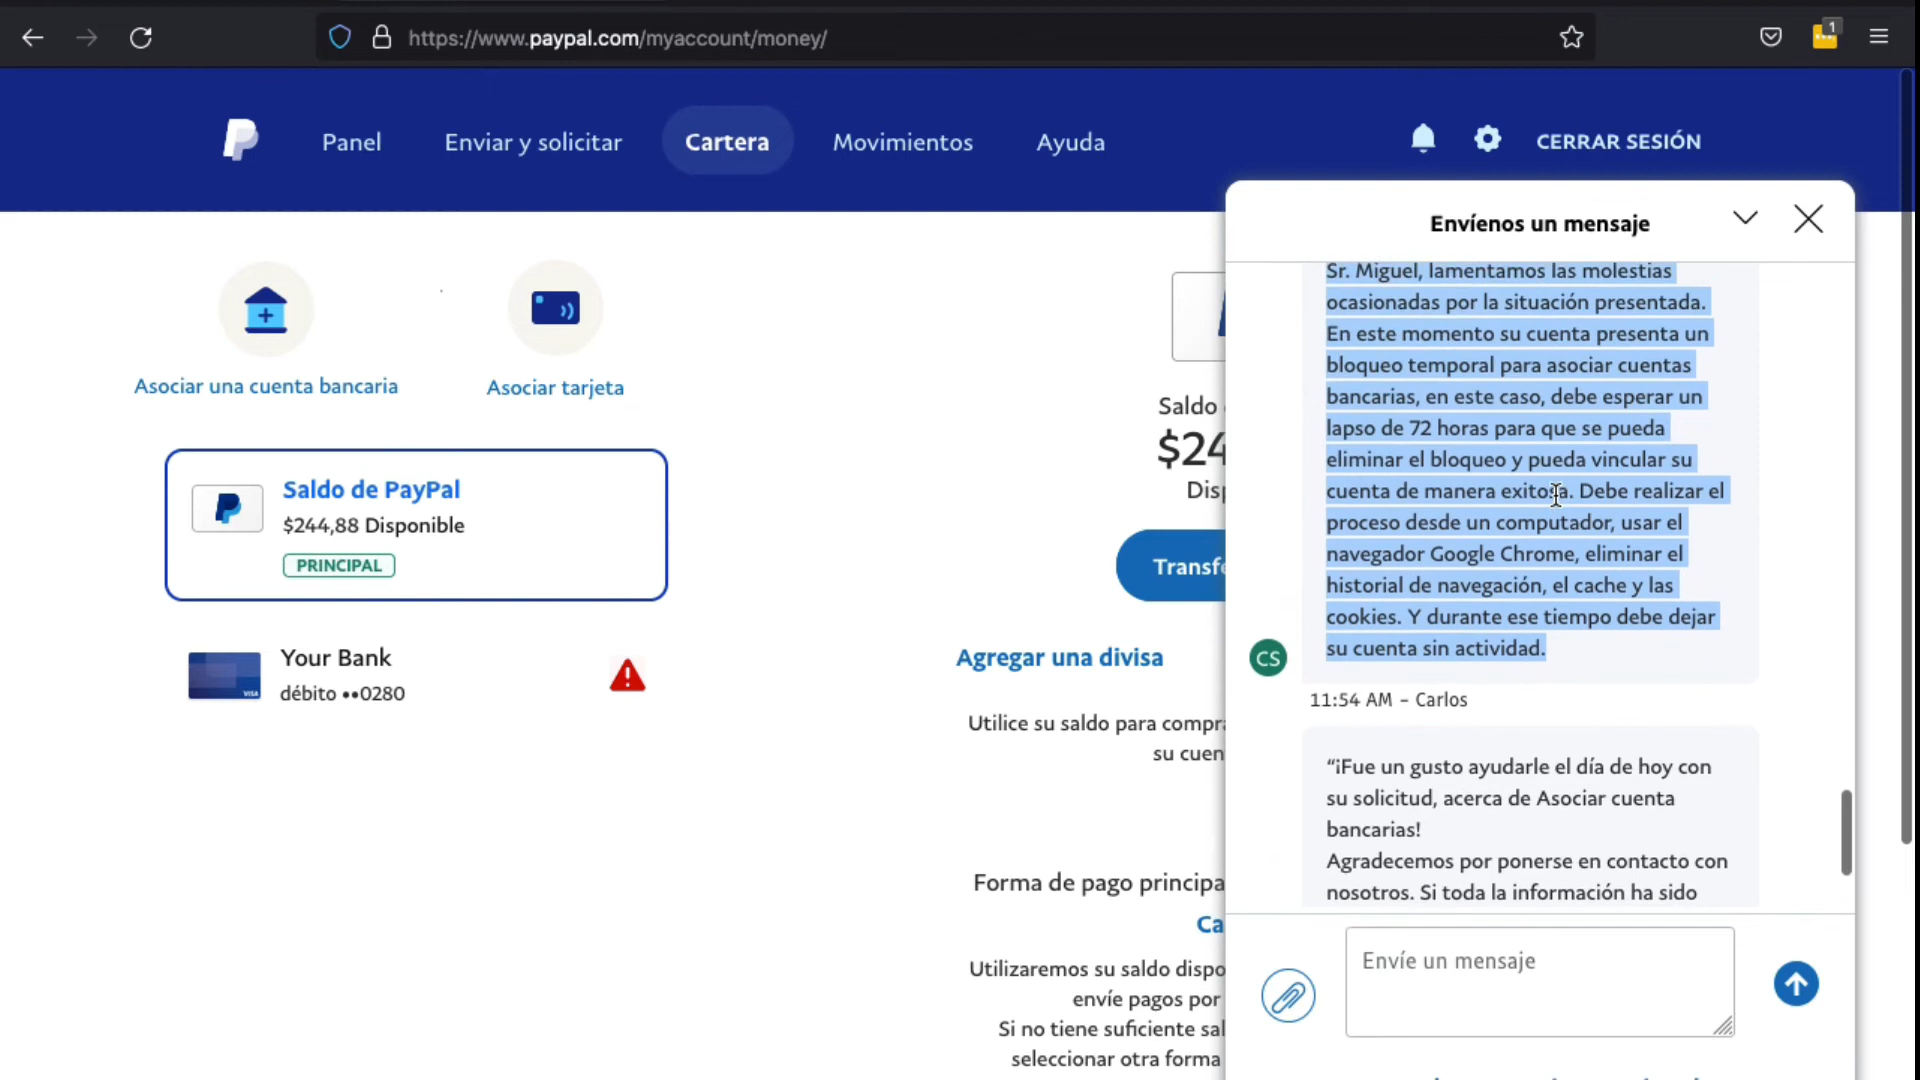 https://www.paypal.com/myaccount/money/
1
Panel
Enviar y solicitar
Cartera
Movimientos
Ayuda
CERRAR SESIÓN
Asociar una cuenta bancaria
Asociar tarjeta
Saldo de PayPal
$244,88 Disponible
PRINCIPAL
Your Bank
débito ••0280
VISA
Saldo
$24
Disp
Transfe
Agregar una divisa
Utilice su saldo para compra
su cuen
Forma de pago principa
Ca
Utilizaremos su saldo dispo
envíe pagos por
Si no tiene suficiente sal
seleccionar otra forma
Envíenos un mensaje
Sr. Miguel, lamentamos las molestias
ocasionadas por la situación presentada.
En este momento su cuenta presenta un
bloqueo temporal para asociar cuentas
bancarias, en este caso, debe esperar un
lapso de 72 horas para que se pueda
eliminar el bloqueo y pueda vincular su
cuenta de manera exitosa. Debe realizar el
proceso desde un computador, usar el
navegador Google Chrome, eliminar el
historial de navegación, el cache y las
cookies. Y durante ese tiempo debe dejar
su cuenta sin actividad.
CS
11:54 AM - Carlos
“¡Fue un gusto ayudarle el día de hoy con
su solicitud, acerca de Asociar cuenta
bancarias!
Agradecemos por ponerse en contacto con
nosotros. Si toda la información ha sido
Envíe un mensaje